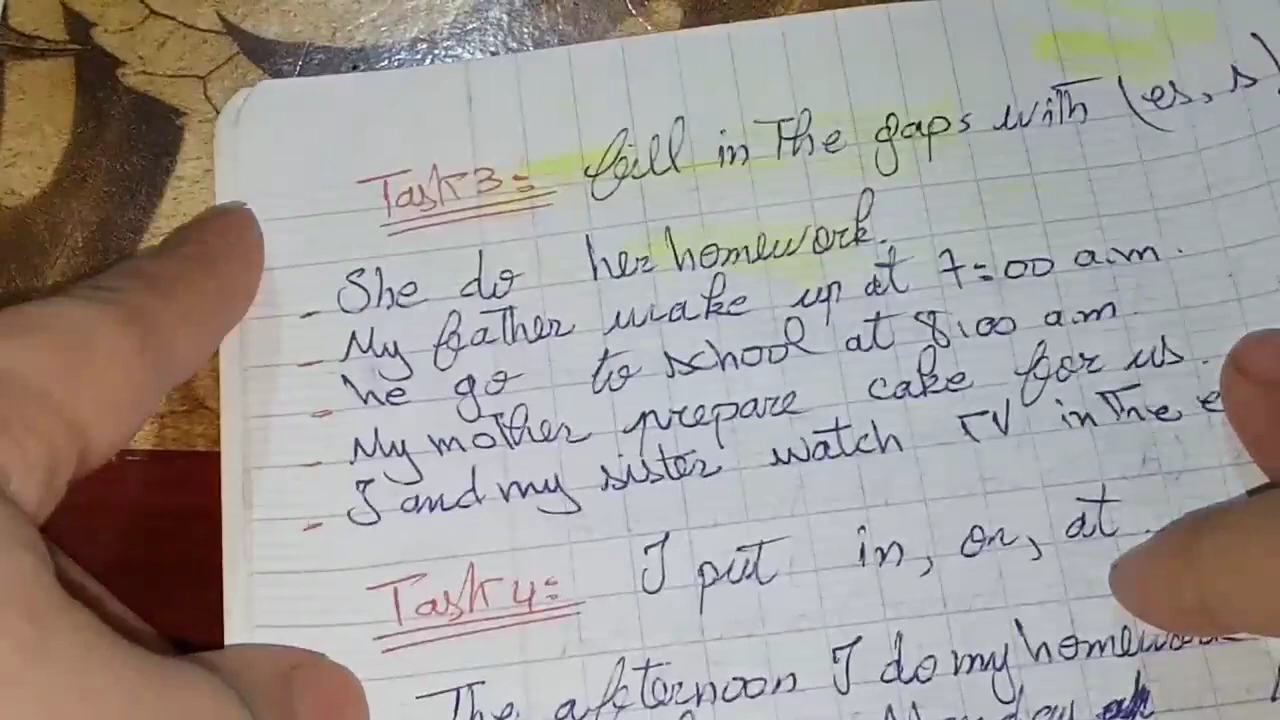 Task 3: fill in The gaps with (es, s)
- She do her homework.
- My father wake up at 7:00 a.m.
- he go to school at 8:00 a.m
- My mother prepare cake for us.
- I and my sister watch TV in The
Task 4: I put in, on, at
The afternoon I do my homework